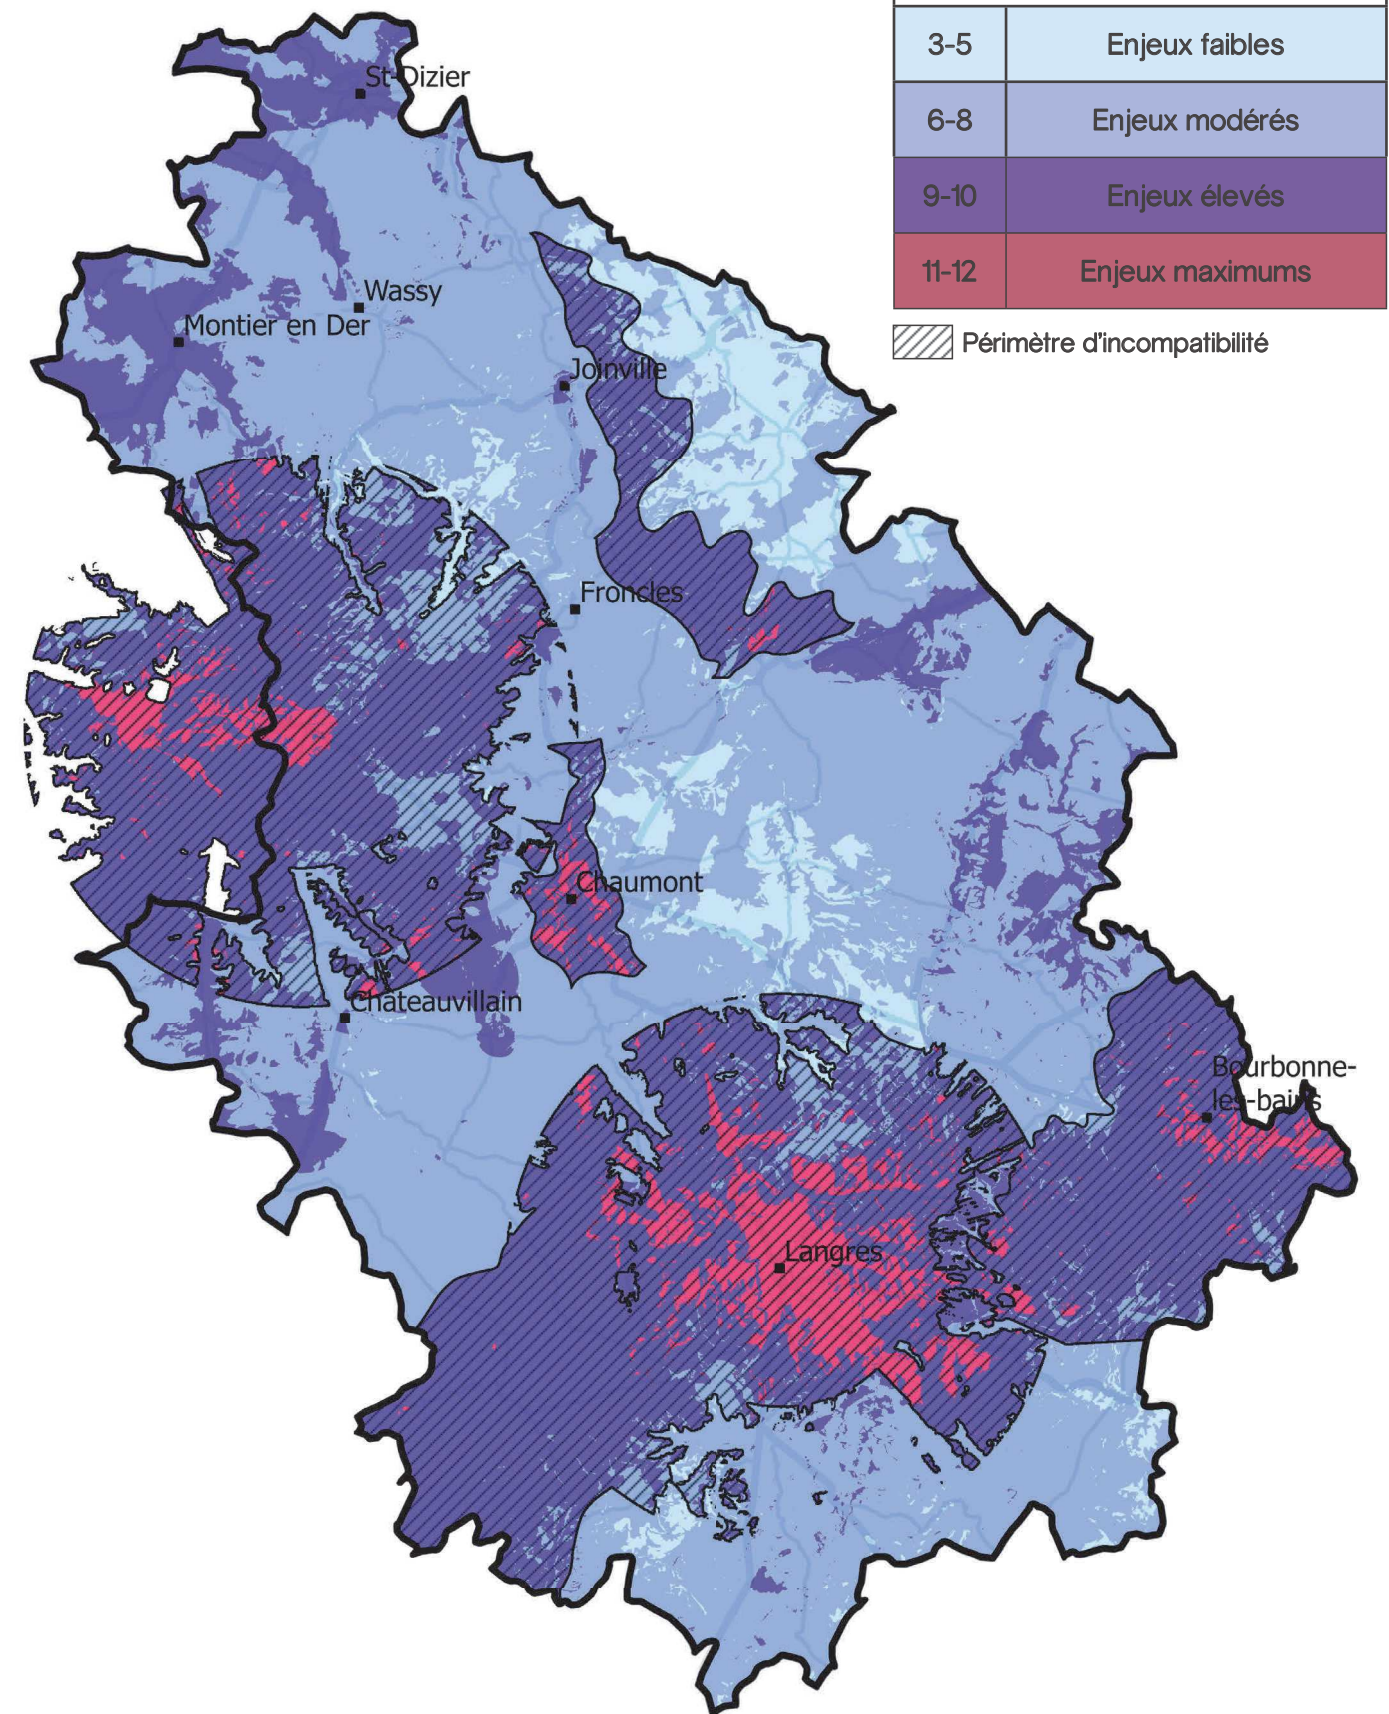 3-5 Enjeux faibles
6-8 Enjeux modérés
9-10 Enjeux élevés
11-12 Enjeux maximums
Périmètre d'incompatibilité
St-Dizier
Wassy
Montier en Der
Joinville
Froncles
Chaumont
Châteauvillain
Bourbonne-
les-bains
Langres